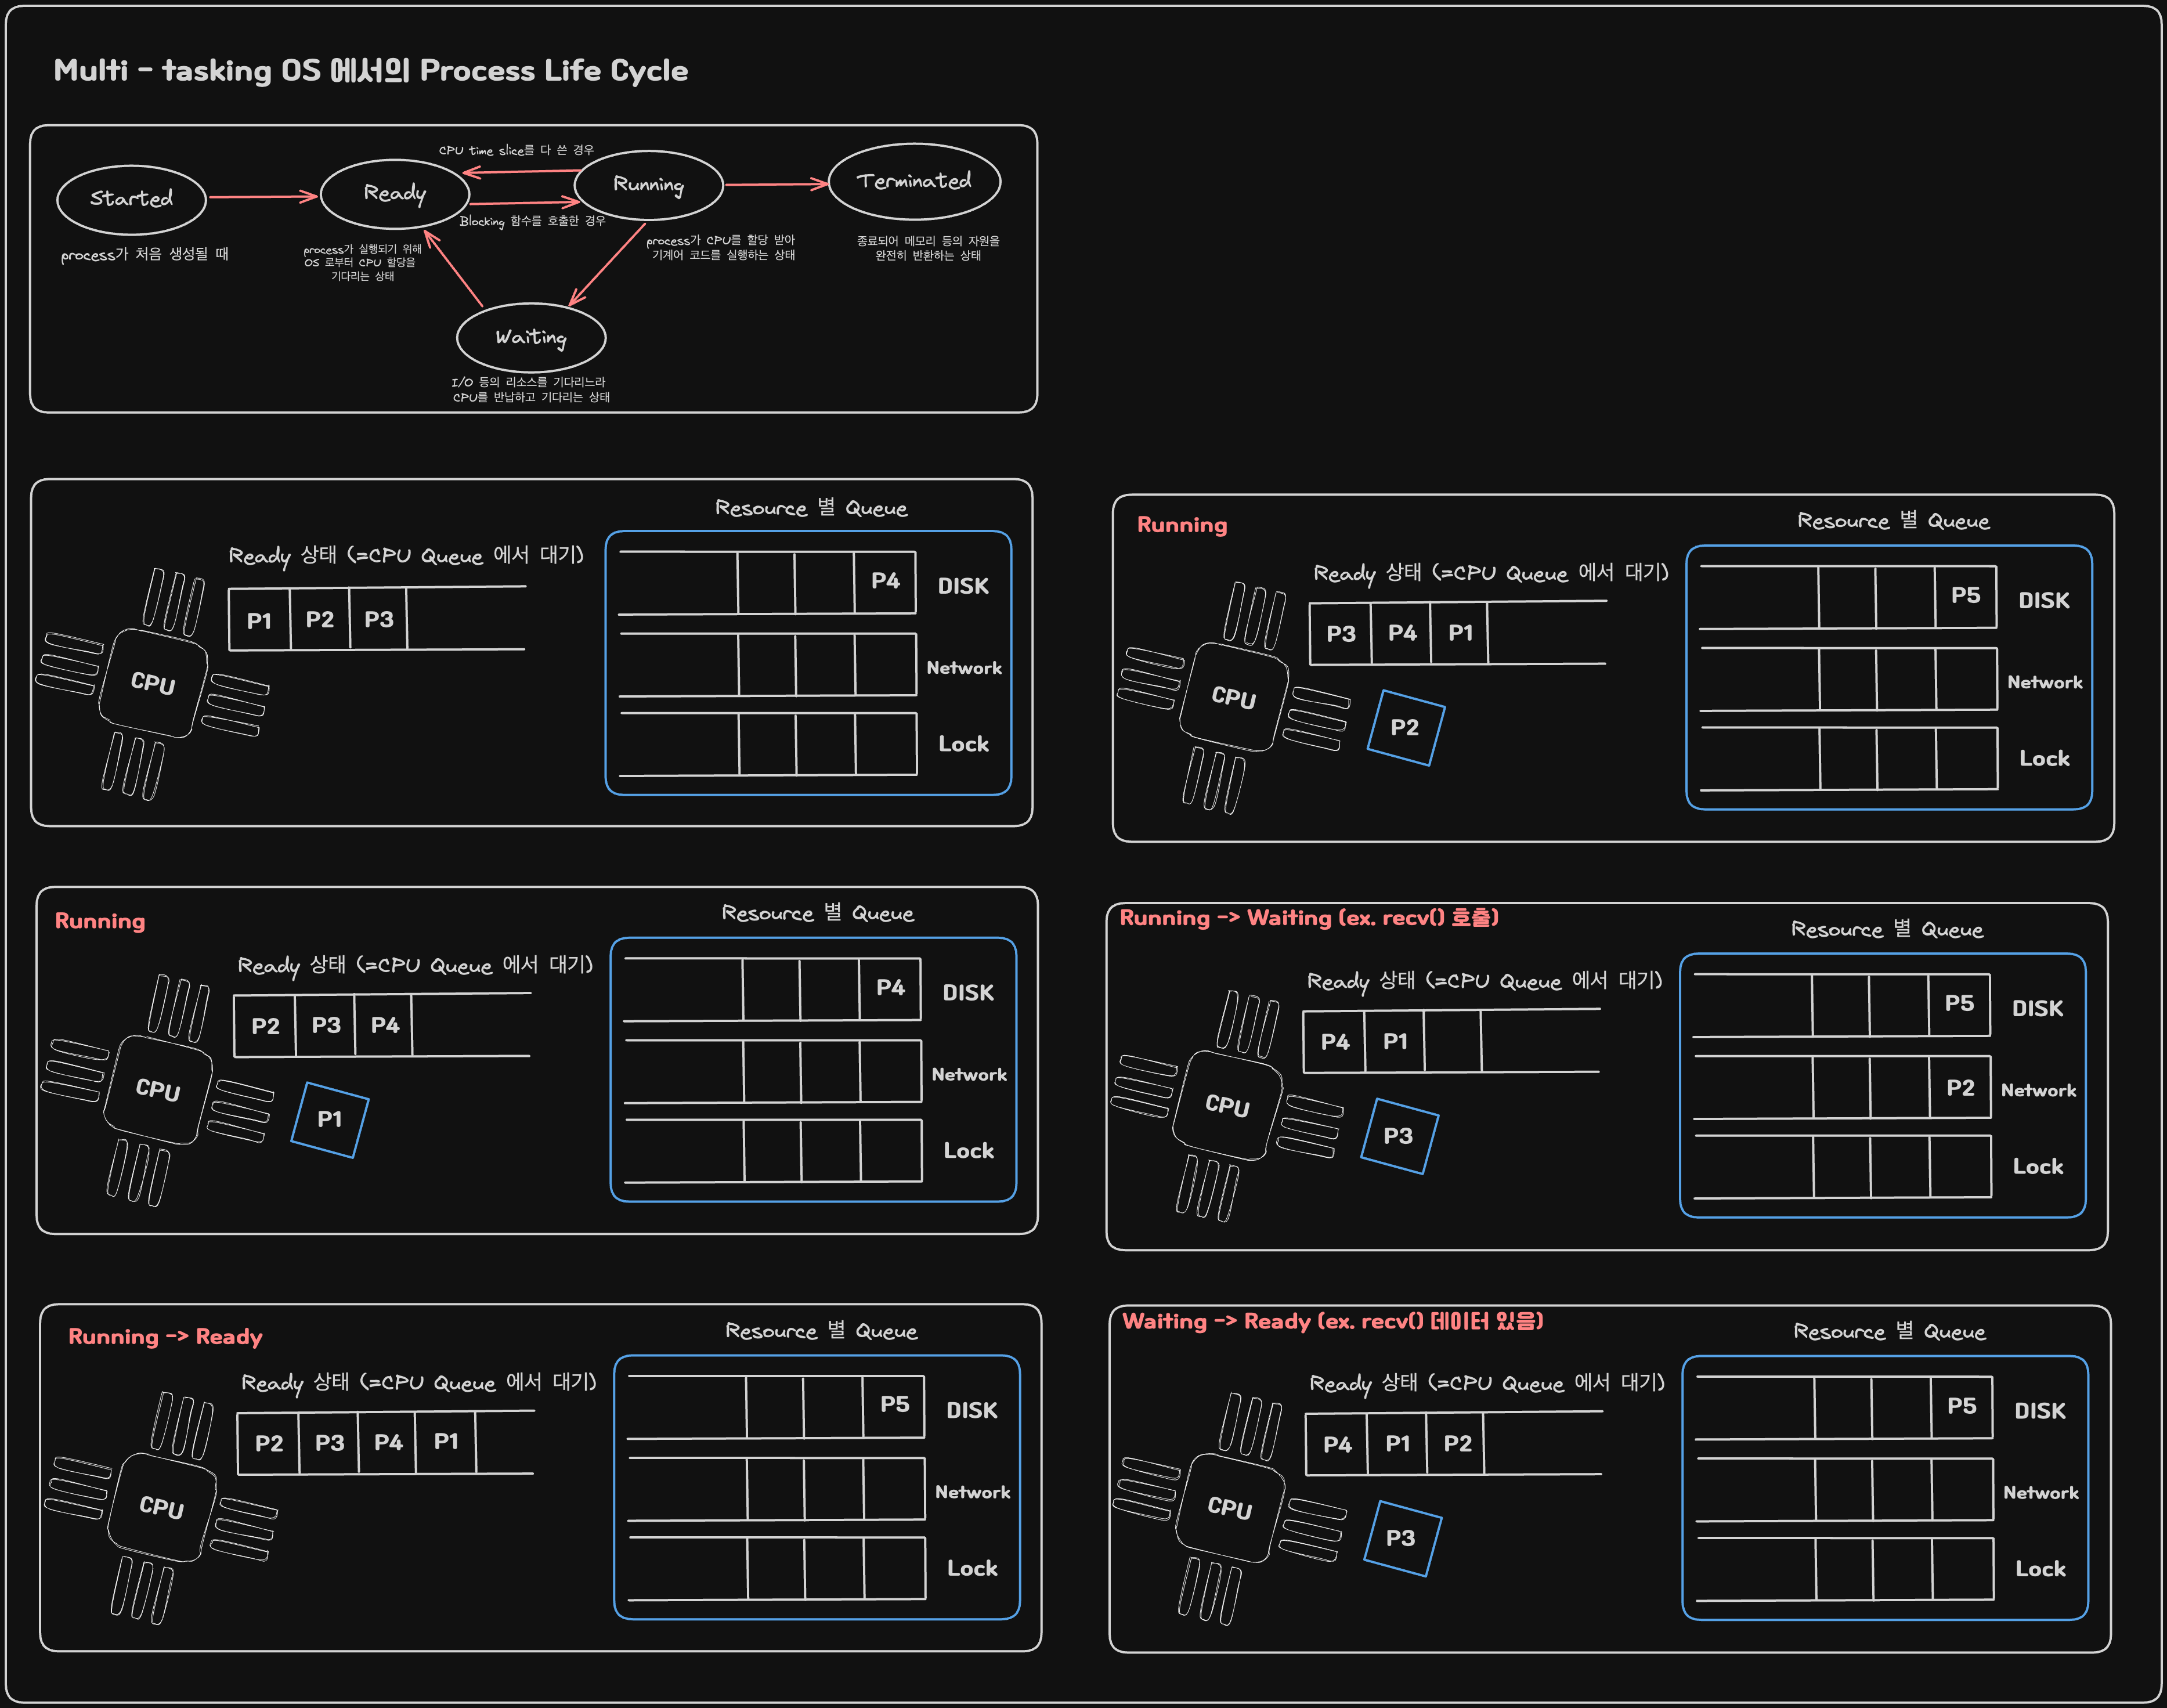 Multi - tasking OS 에서의 Process Life Cycle
CPU time slice를 다 쓴 경우
Started
Ready
Running
Terminated
Blocking 함수를 호출한 경우
process가 처음 생성될 때
process가 실행되기 위해
OS 로부터 CPU 할당을
기다리는 상태
process가 CPU를 할당 받아
기계어 코드를 실행하는 상태
종료되어 메모리 등의 자원을
완전히 반환하는 상태
Waiting
I/O 등의 리소스를 기다리느라
CPU를 반납하고 기다리는 상태
Resource 별 Queue
Ready 상태 (=CPU Queue 에서 대기)
P1 P2 P3
CPU
P4 DISK
Network
Lock
Running
Resource 별 Queue
Ready 상태 (=CPU Queue 에서 대기)
P3 P4 P1
CPU
P2
P5 DISK
Network
Lock
Running
Resource 별 Queue
Ready 상태 (=CPU Queue 에서 대기)
P2 P3 P4
CPU
P1
P4 DISK
Network
Lock
Running -> Waiting (ex. recv() 호출)
Resource 별 Queue
Ready 상태 (=CPU Queue 에서 대기)
P4 P1
CPU
P3
P5 DISK
P2 Network
Lock
Running -> Ready
Resource 별 Queue
Ready 상태 (=CPU Queue 에서 대기)
P2 P3 P4 P1
CPU
P5 DISK
Network
Lock
Waiting -> Ready (ex. recv() 데이터 있음)
Resource 별 Queue
Ready 상태 (=CPU Queue 에서 대기)
P4 P1 P2
CPU
P3
P5 DISK
Network
Lock